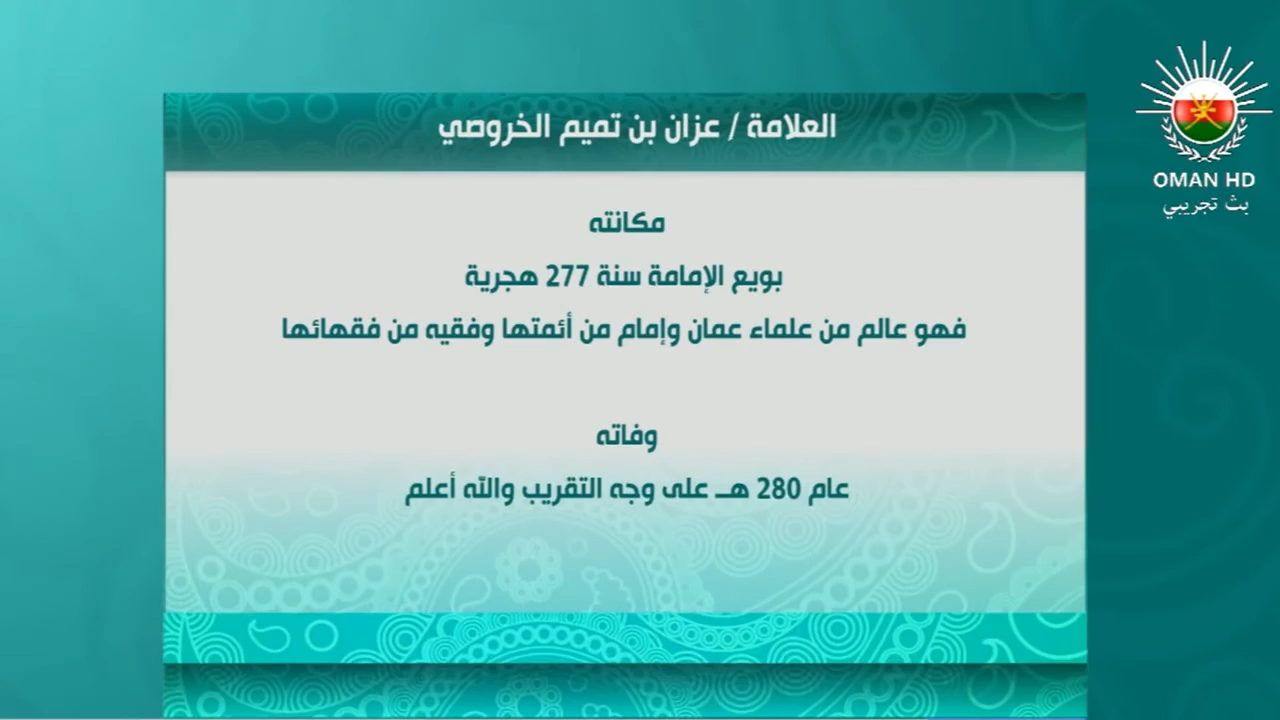 العلامة / عزان بن تميم الخروصي
مكانته
بويع الإمامة سنة 277 هجرية
فهو عالم من علماء عمان وإمام من أئمتها وفقيه من فقهائها
وفاته
عام 280 هـ على وجه التقريب والله أعلم
OMAN HD
بث تجريبي